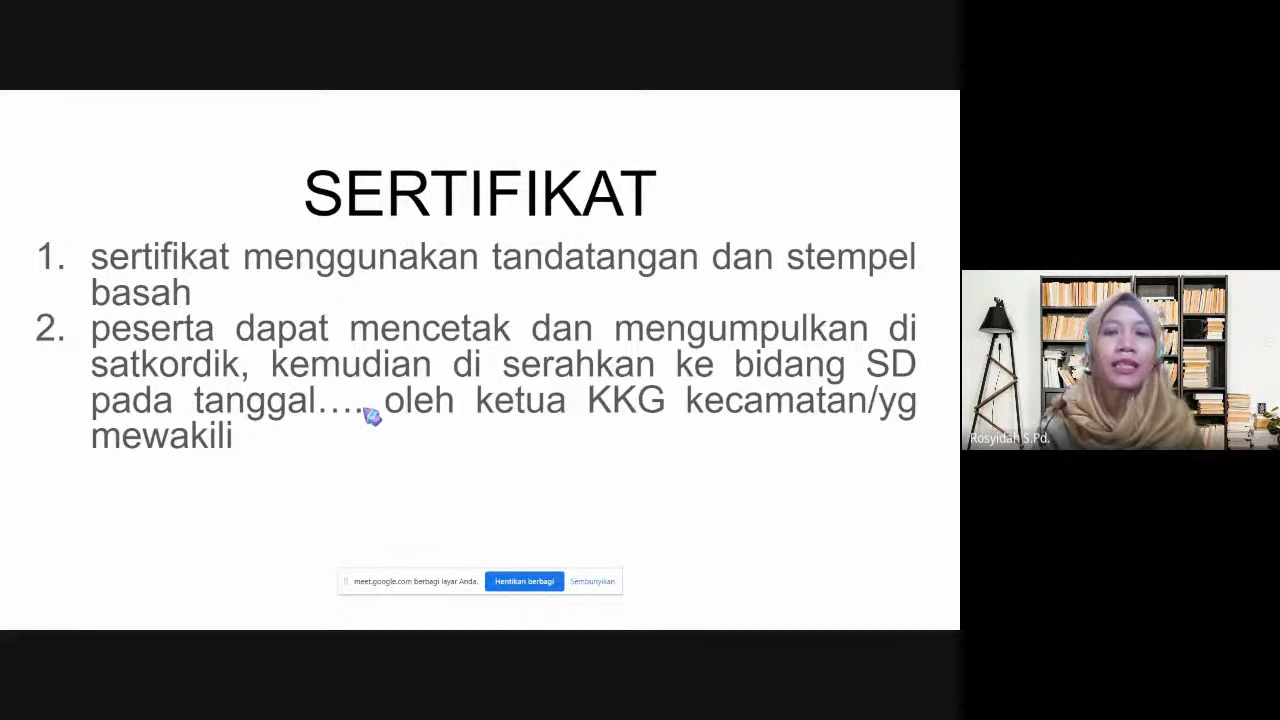 SERTIFIKAT
1. sertifikat menggunakan tandatangan dan stempel
basah
2. peserta dapat mencetak dan mengumpulkan di
satkordik, kemudian di serahkan ke bidang SD
pada tanggal..... oleh ketua KKG kecamatan/yg
mewakili
Rosyidah S.Pd.
meet.google.com berbagi layar Anda.
Hentikan berbagi
Sembunyikan